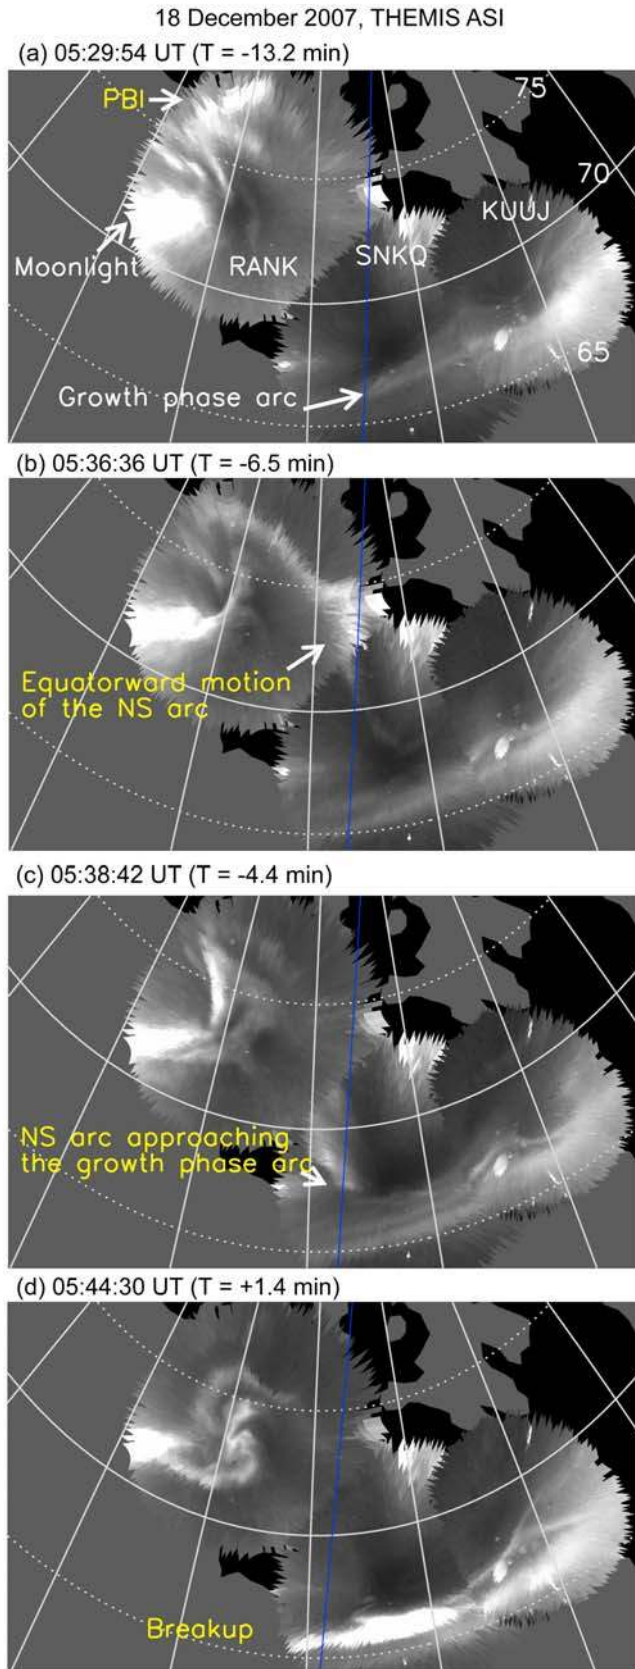 18 December 2007, THEMIS ASI
(a) 05:29:54 UT (T = -13.2 min)
PBI
75
70
KUUJ
Moonlight
RANK
SNKQ
65
Growth phase arc
(b) 05:36:36 UT (T = -6.5 min)
Equatorward motion
of the NS arc
(c) 05:38:42 UT (T = -4.4 min)
NS arc approaching
the growth phase arc
(d) 05:44:30 UT (T = +1.4 min)
Breakup